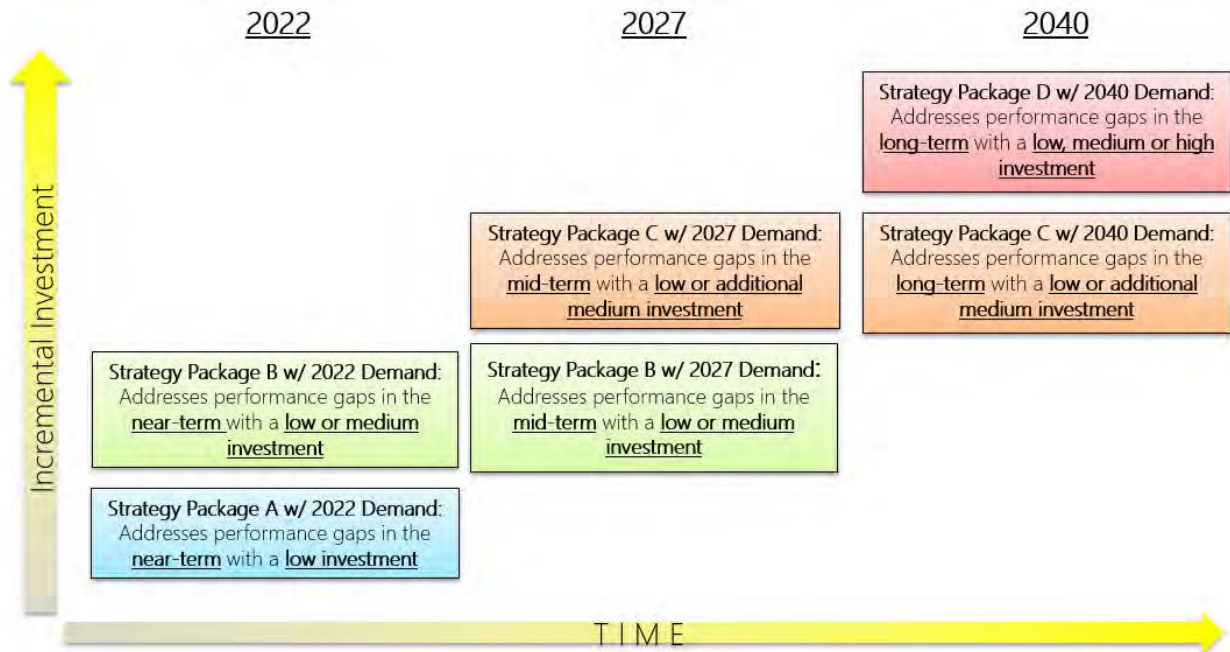 2022
2027
2040
Strategy Package D w/ 2040 Demand:
Addresses performance gaps in the
long-term with a low, medium or high
investment
Strategy Package C w/ 2027 Demand:
Addresses performance gaps in the
mid-term with a low or additional
medium investment
Strategy Package C w/ 2040 Demand:
Addresses performance gaps in the
long-term with a low or additional
medium investment
Strategy Package B w/ 2022 Demand:
Addresses performance gaps in the
near-term with a low or medium
investment
Strategy Package B w/ 2027 Demand:
Addresses performance gaps in the
mid-term with a low or medium
investment
Strategy Package A w/ 2022 Demand:
Addresses performance gaps in the
near-term with a low investment
Incremental Investment
TIME